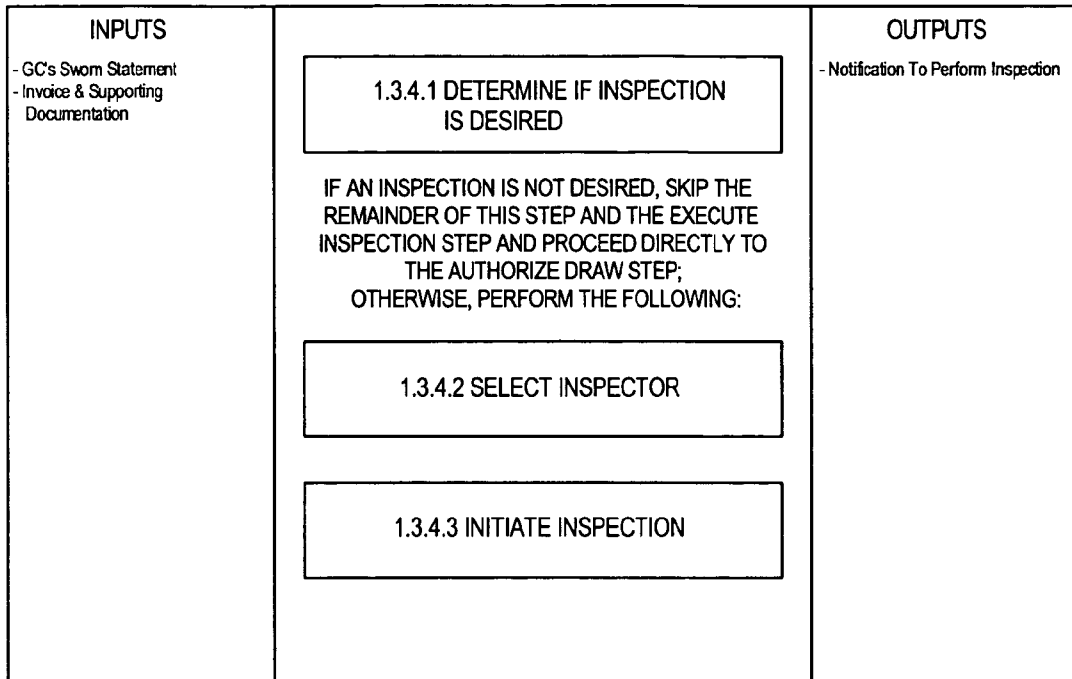 INPUTS
- GC's Sworn Statement
- Invoice & Supporting
Documentation
1.3.4.1 DETERMINE IF INSPECTION
IS DESIRED
IF AN INSPECTION IS NOT DESIRED, SKIP THE
REMAINDER OF THIS STEP AND THE EXECUTE
INSPECTION STEP AND PROCEED DIRECTLY TO
THE AUTHORIZE DRAW STEP;
OTHERWISE, PERFORM THE FOLLOWING:
1.3.4.2 SELECT INSPECTOR
1.3.4.3 INITIATE INSPECTION
OUTPUTS
- Notification To Perform Inspection